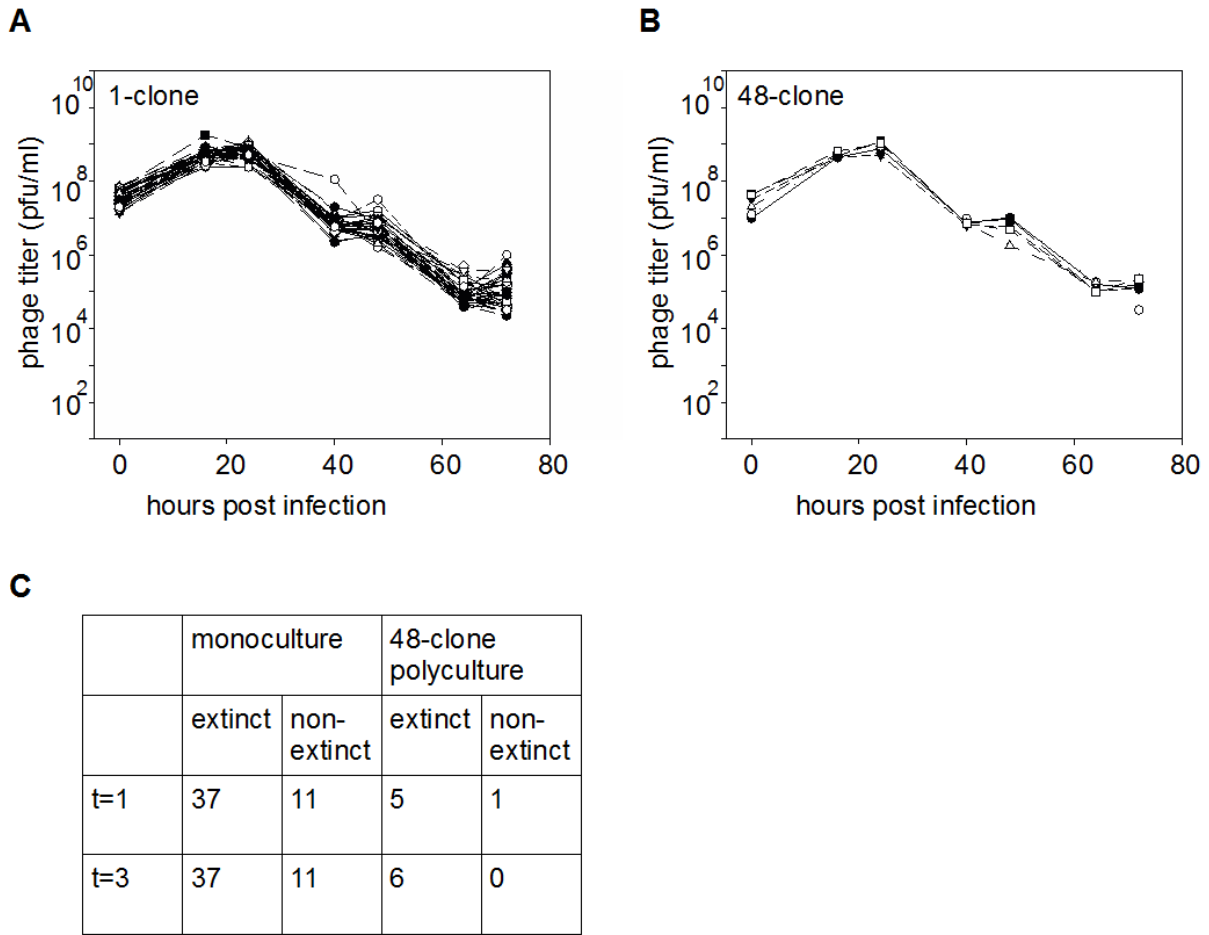 A
B
1-clone
48-clone
10^10
10^8
10^6
10^4
10^2
phage titer (pfu/ml)
0 20 40 60 80
hours post infection
10^10
10^8
10^6
10^4
10^2
phage titer (pfu/ml)
0 20 40 60 80
hours post infection
C
monoculture 48-clone
polyculture
extinct non- extinct non-
extinct extinct
t=1 37 11 5 1
t=3 37 11 6 0